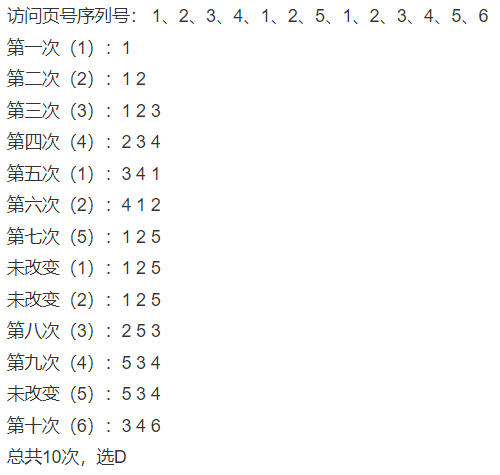 访问页号序列号： 1、2、3、4、1、2、5、1、2、3、4、5、6
第一次（1）：1
第二次（2）：1 2
第三次（3）：1 2 3
第四次（4）：2 3 4
第五次（1）：3 4 1
第六次（2）：4 1 2
第七次（5）：1 2 5
未改变（1）：1 2 5
未改变（2）：1 2 5
第八次（3）：2 5 3
第九次（4）：5 3 4
未改变（5）：5 3 4
第十次（6）：3 4 6
总共10次，选D